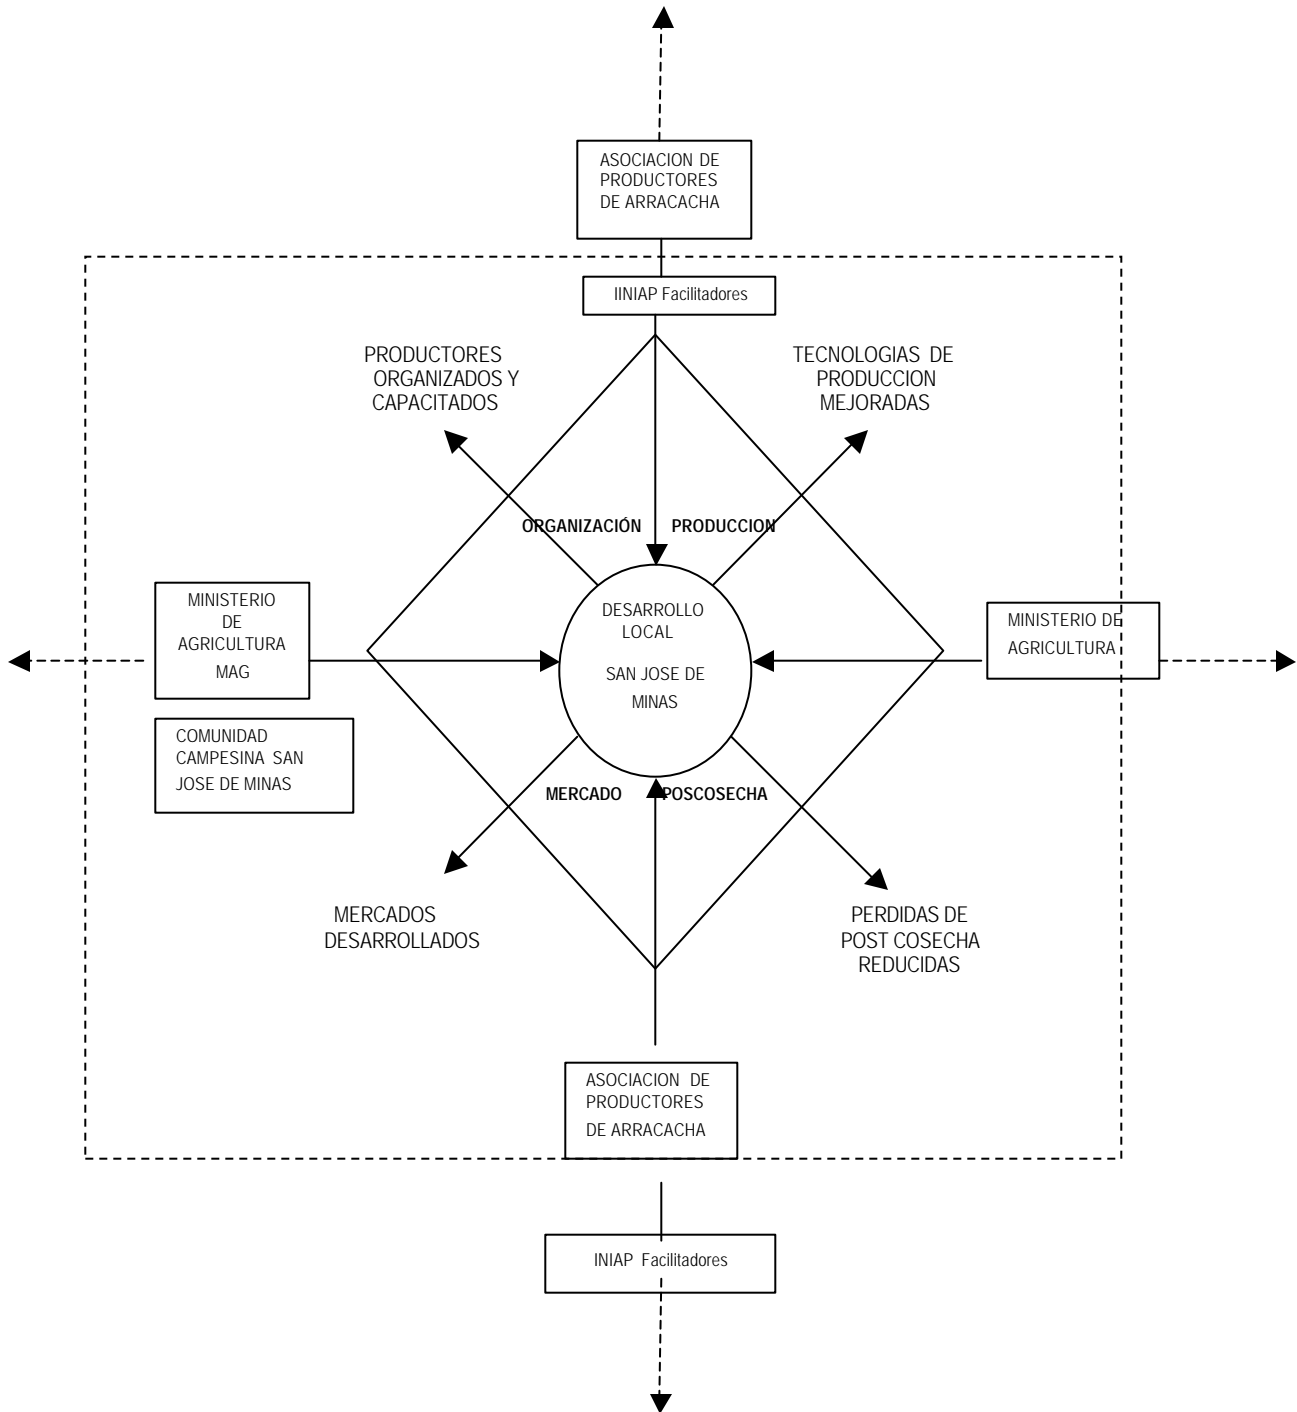 ASOCIACION DE
PRODUCTORES
DE ARRACACHA
IINIAP Facilitadores
PRODUCTORES
ORGANIZADOS Y
CAPACITADOS
TECNOLOGIAS DE
PRODUCCION
MEJORADAS
ORGANIZACIÓN
PRODUCCION
MINISTERIO
DE
AGRICULTURA
MAG
DESARROLLO
LOCAL
SAN JOSE DE
MINAS
MINISTERIO DE
AGRICULTURA
COMUNIDAD
CAMPESINA SAN
JOSE DE MINAS
MERCADO
POSCOSECHA
MERCADOS
DESARROLLADOS
PERDIDAS DE
POST COSECHA
REDUCIDAS
ASOCIACION DE
PRODUCTORES
DE ARRACACHA
INIAP Facilitadores